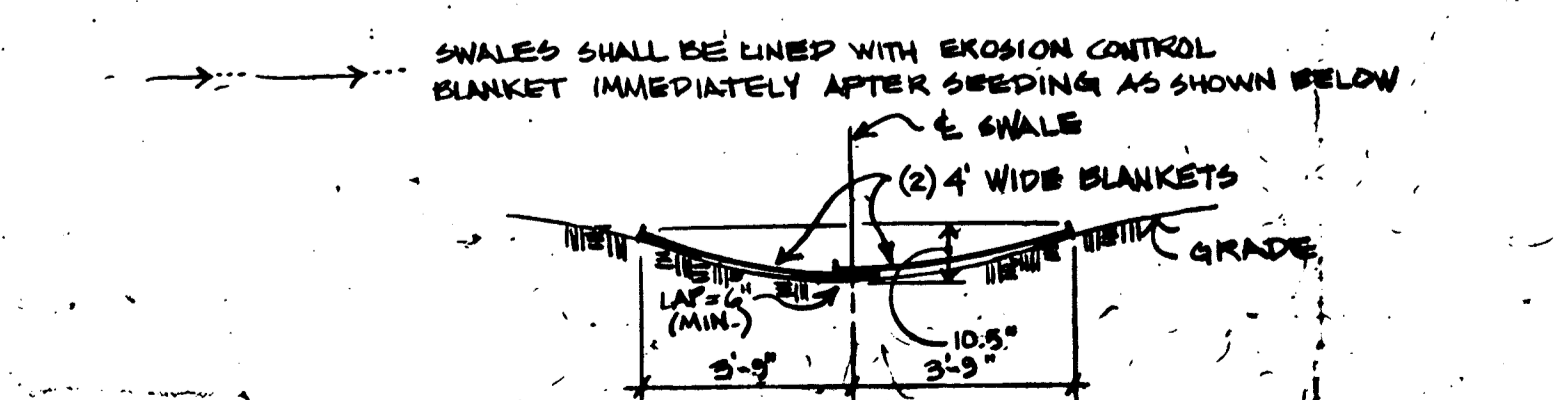 SWALES SHALL BE LINED WITH EROSION CONTROL
BLANKET IMMEDIATELY AFTER SEEDING AS SHOWN BELOW
℄ SWALE
(2) 4' WIDE BLANKETS
GRADE
LAP = 6"
(MIN.)
10.5"
3'-9" 3'-9"